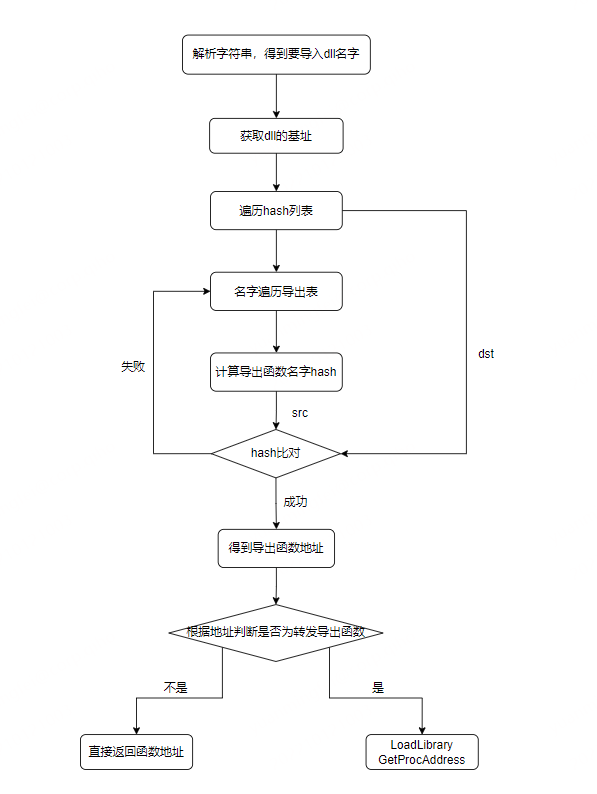 解析字符串，得到要导入dll名字
获取dll的基址
遍历hash列表
名字遍历导出表
失败
dst
计算导出函数名字hash
src
hash比对
成功
得到导出函数地址
根据地址判断是否为转发导出函数
不是
是
直接返回函数地址
LoadLibrary
GetProcAddress